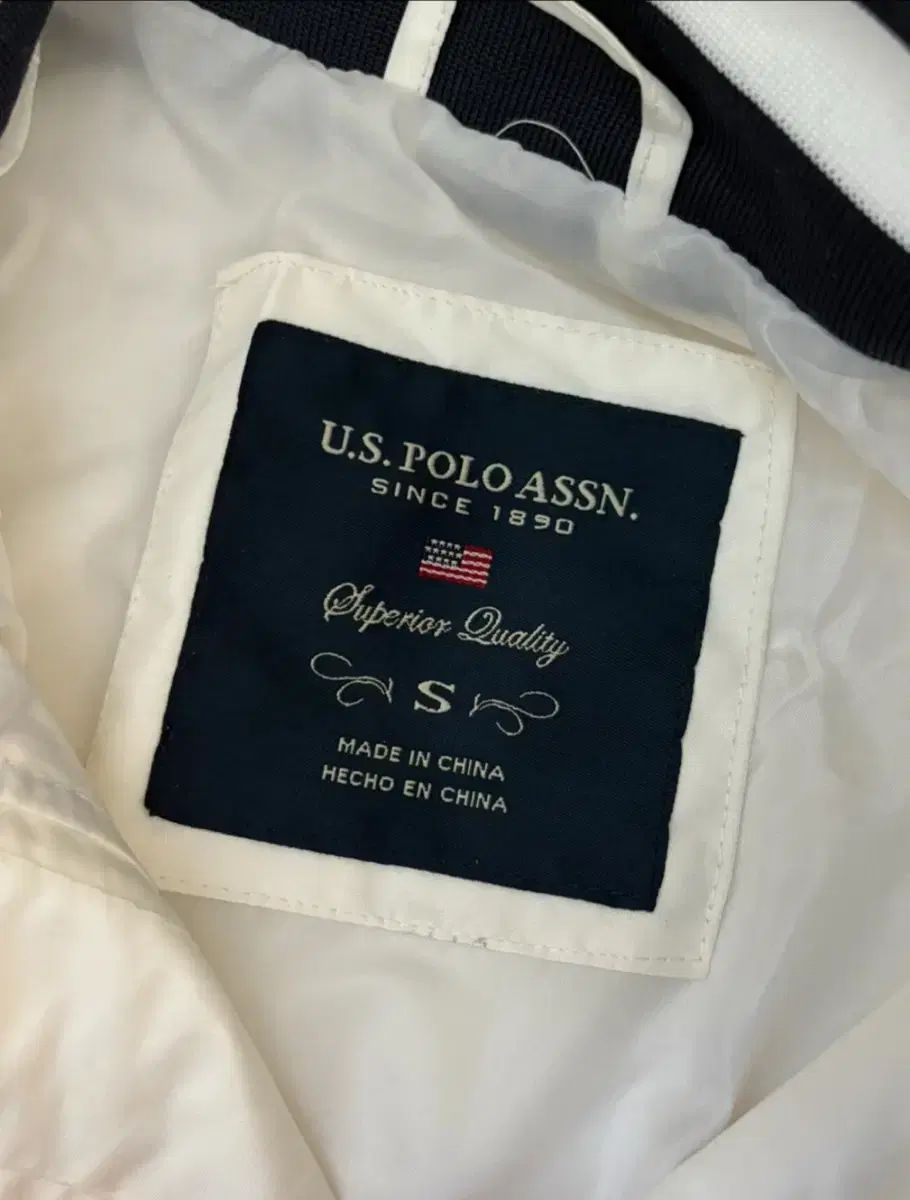 U.S. POLO ASSN.
SINCE 1890
Superior Quality
S
MADE IN CHINA
HECHO EN CHINA